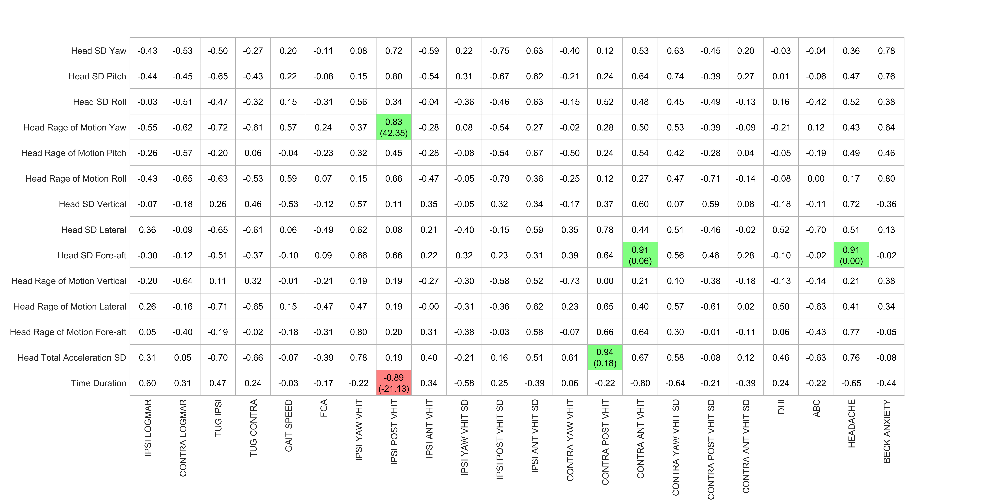 Head SD Yaw -0.43 -0.53 -0.50 -0.27 0.20 -0.11 0.08 0.72 -0.59 0.22 -0.75 0.63 -0.40 0.12 0.53 0.63 -0.45 0.20 -0.03 -0.04 0.36 0.78
Head SD Pitch -0.44 -0.45 -0.65 -0.43 0.22 -0.08 0.15 0.80 -0.54 0.31 -0.67 0.62 -0.21 0.24 0.64 0.74 -0.39 0.27 0.01 -0.06 0.47 0.76
Head SD Roll -0.03 -0.51 -0.47 -0.32 0.15 -0.31 0.56 0.34 -0.04 -0.36 -0.46 0.63 -0.15 0.52 0.48 0.45 -0.49 -0.13 0.16 -0.42 0.52 0.38
Head Rage of Motion Yaw -0.55 -0.62 -0.72 -0.61 0.57 0.24 0.37 0.83 (42.35) -0.28 0.08 -0.54 0.27 -0.02 0.28 0.50 0.53 -0.39 -0.09 -0.21 0.12 0.43 0.64
Head Rage of Motion Pitch -0.26 -0.57 -0.20 0.06 -0.04 -0.23 0.32 0.45 -0.28 -0.08 -0.54 0.67 -0.50 0.24 0.54 0.42 -0.28 0.04 -0.05 -0.19 0.49 0.46
Head Rage of Motion Roll -0.43 -0.65 -0.63 -0.53 0.59 0.07 0.15 0.66 -0.47 -0.05 -0.79 0.36 -0.25 0.12 0.27 0.47 -0.71 -0.14 -0.08 0.00 0.17 0.80
Head SD Vertical -0.07 -0.18 0.26 0.46 -0.53 -0.12 0.57 0.11 0.35 -0.05 0.32 0.34 -0.17 0.37 0.60 0.07 0.59 0.08 -0.18 -0.11 0.72 -0.36
Head SD Lateral 0.36 -0.09 -0.65 -0.61 0.06 -0.49 0.62 0.08 0.21 -0.40 -0.15 0.59 0.35 0.78 0.44 0.51 -0.46 -0.02 0.52 -0.70 0.51 0.13
Head SD Fore-aft -0.30 -0.12 -0.51 -0.37 -0.10 0.09 0.66 0.66 0.22 0.32 0.23 0.31 0.39 0.64 0.91 (0.06) 0.56 0.46 0.28 -0.10 -0.02 0.91 (0.00) -0.02
Head Rage of Motion Vertical -0.20 -0.64 0.11 0.32 -0.01 -0.21 0.19 0.19 -0.27 -0.30 -0.58 0.52 -0.73 0.00 0.21 0.10 -0.38 -0.18 -0.13 -0.14 0.21 0.38
Head Rage of Motion Lateral 0.26 -0.16 -0.71 -0.65 0.15 -0.47 0.47 0.19 -0.00 -0.31 -0.36 0.62 0.23 0.65 0.40 0.57 -0.61 0.02 0.50 -0.63 0.41 0.34
Head Rage of Motion Fore-aft 0.05 -0.40 -0.19 -0.02 -0.18 -0.31 0.80 0.20 0.31 -0.38 -0.03 0.58 -0.07 0.66 0.64 0.30 -0.01 -0.11 0.06 -0.43 0.77 -0.05
Head Total Acceleration SD 0.31 0.05 -0.70 -0.66 -0.07 -0.39 0.78 0.19 0.40 -0.21 0.16 0.51 0.61 0.94 (0.18) 0.67 0.58 -0.08 0.12 0.46 -0.63 0.76 -0.08
Time Duration 0.60 0.31 0.47 0.24 -0.03 -0.17 -0.22 -0.89 (-21.13) 0.34 -0.58 0.25 -0.39 0.06 -0.22 -0.80 -0.64 -0.21 -0.39 0.24 -0.22 -0.65 -0.44
IPSI LOGMAR
CONTRA LOGMAR
TUG IPSI
TUG CONTRA
GAIT SPEED
FGA
IPSI YAW VHIT
IPSI POST VHIT
IPSI ANT VHIT
IPSI YAW VHIT SD
IPSI POST VHIT SD
IPSI ANT VHIT SD
CONTRA YAW VHIT
CONTRA POST VHIT
CONTRA ANT VHIT
CONTRA YAW VHIT SD
CONTRA POST VHIT SD
CONTRA ANT VHIT SD
DHI
ABC
HEADACHE
BECK ANXIETY